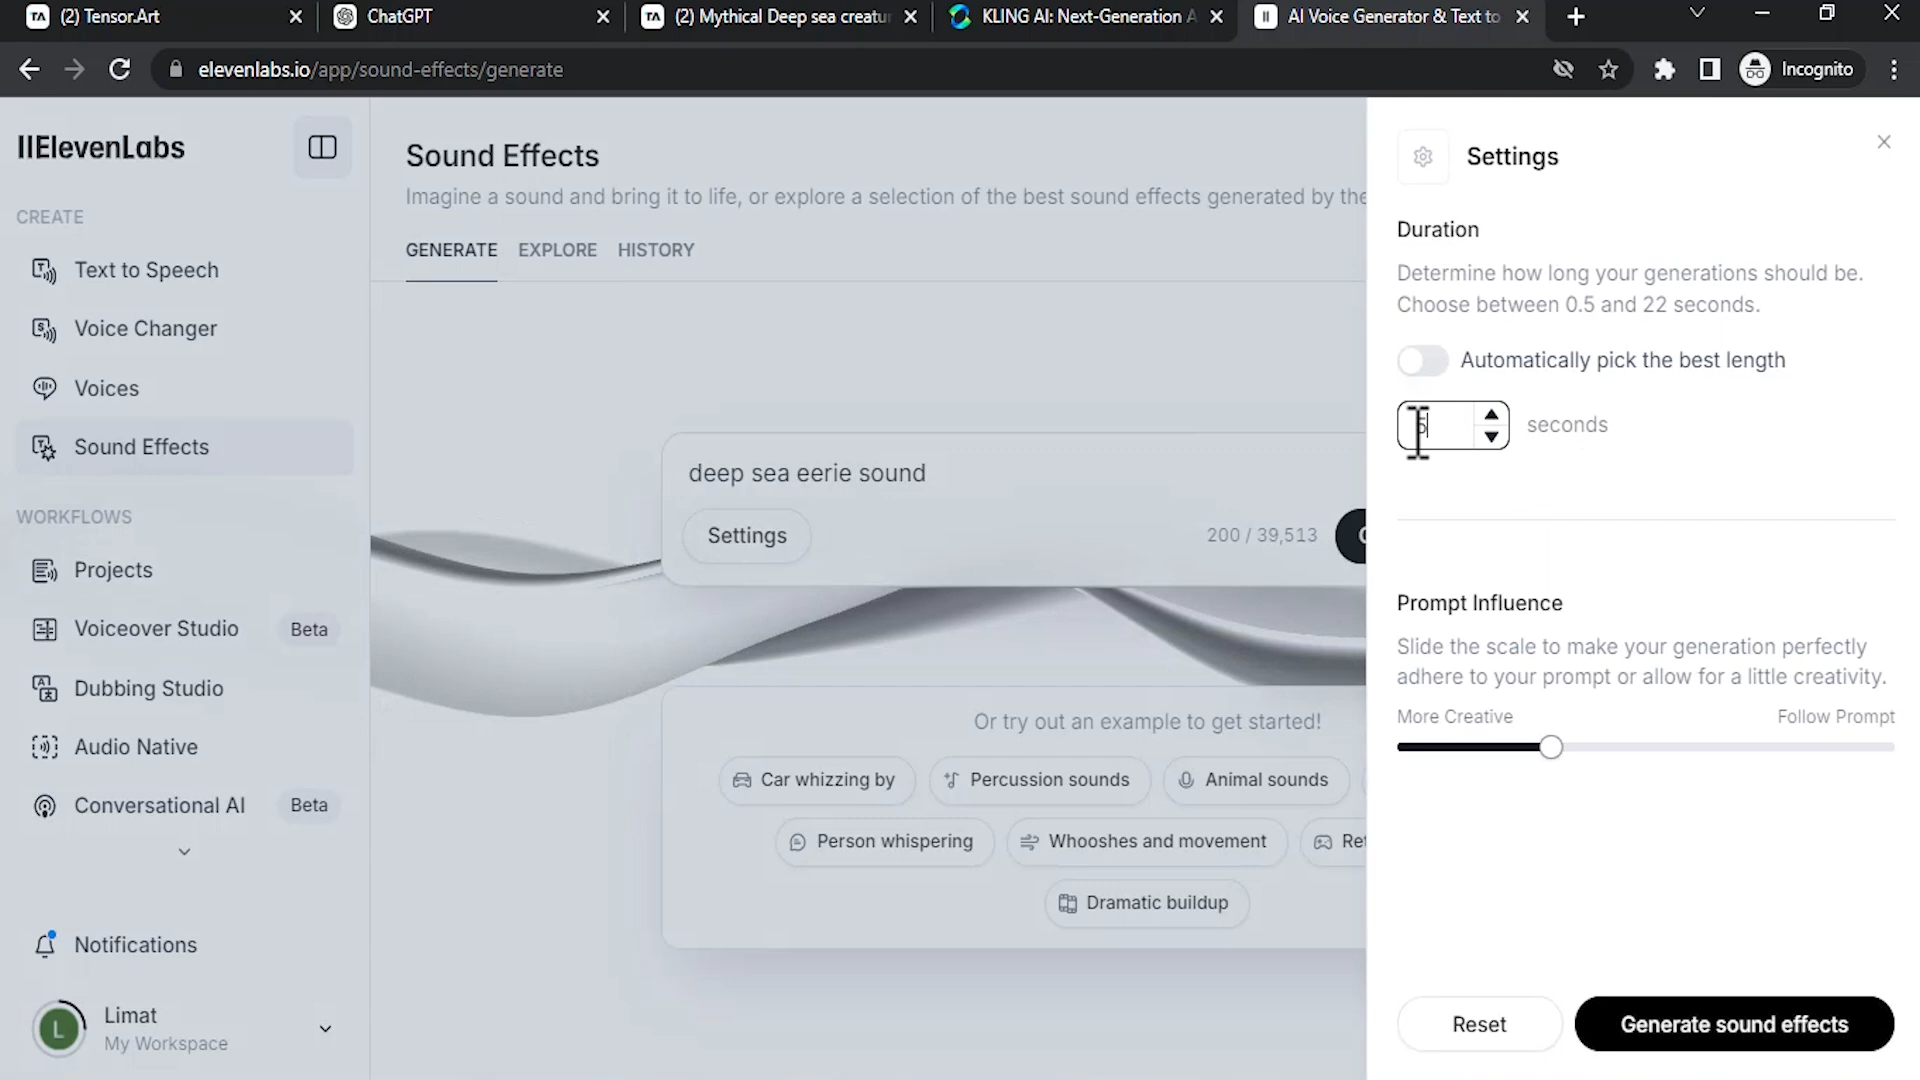 (2) Tensor.Art
ChatGPT
(2) Mythical Deep sea creatu
KLING AI: Next-Generation A
AI Voice Generator & Text to
elevenlabs.io/app/sound-effects/generate
Incognito
IIElevenLabs
CREATE
Text to Speech
Voice Changer
Voices
Sound Effects
WORKFLOWS
Projects
Voiceover Studio Beta
Dubbing Studio
Audio Native
Conversational AI Beta
Notifications
L
Limat
My Workspace
Sound Effects
Imagine a sound and bring it to life, or explore a selection of the best sound effects generated by the
GENERATE EXPLORE HISTORY
deep sea eerie sound
Settings
200 / 39,513
Or try out an example to get started!
Car whizzing by
Percussion sounds
Animal sounds
Person whispering
Whooshes and movement
Ret
Dramatic buildup
Settings
Duration
Determine how long your generations should be.
Choose between 0.5 and 22 seconds.
Automatically pick the best length
5 seconds
Prompt Influence
Slide the scale to make your generation perfectly
adhere to your prompt or allow for a little creativity.
More Creative Follow Prompt
Reset
Generate sound effects